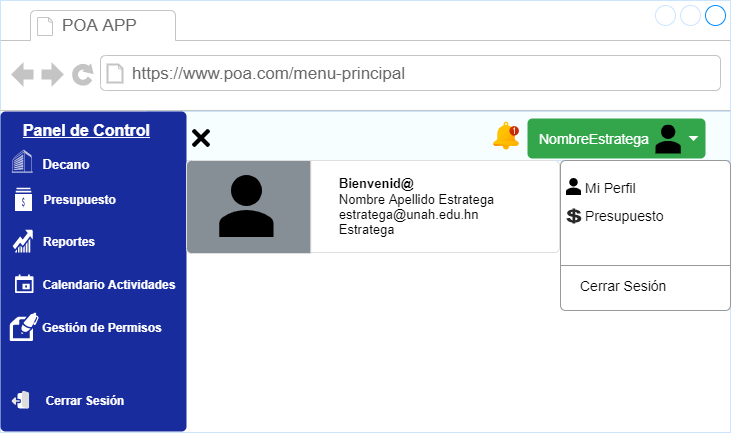 POA APP
https://www.poa.com/menu-principal
Panel de Control
Decano
Presupuesto
Reportes
Calendario Actividades
Gestión de Permisos
Cerrar Sesión
!
NombreEstratega
Bienvenid@
Nombre Apellido Estratega
estratega@unah.edu.hn
Estratega
Mi Perfil
$ Presupuesto
Cerrar Sesión